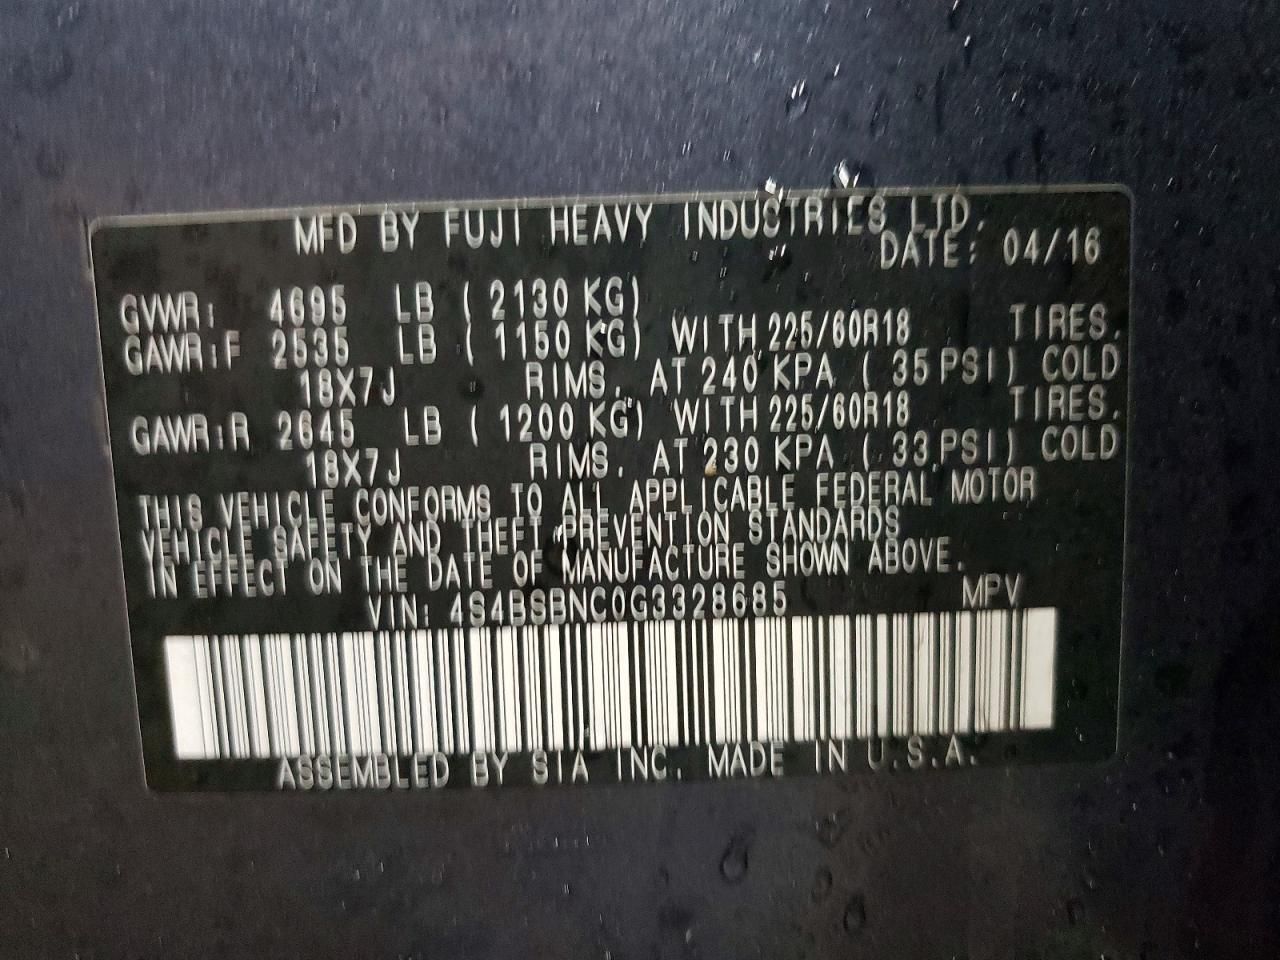 MFD BY FUJI HEAVY INDUSTRIES LTD.
DATE: 04/16
GVWR: 4695 LB ( 2130 KG)
GAWR:F 2535 LB ( 1150 KG) WITH 225/60R18 TIRES.
18X7J RIMS. AT 240 KPA ( 35 PSI) COLD
GAWR:R 2645 LB ( 1200 KG) WITH 225/60R18 TIRES.
18X7J RIMS. AT 230 KPA ( 33 PSI) COLD
THIS VEHICLE CONFORMS TO ALL APPLICABLE FEDERAL MOTOR
VEHICLE SAFETY AND THEFT PREVENTION STANDARDS
IN EFFECT ON THE DATE OF MANUFACTURE SHOWN ABOVE.
VIN: 4S4BSBNC0G3328685 MPV
ASSEMBLED BY SIA INC. MADE IN U.S.A.